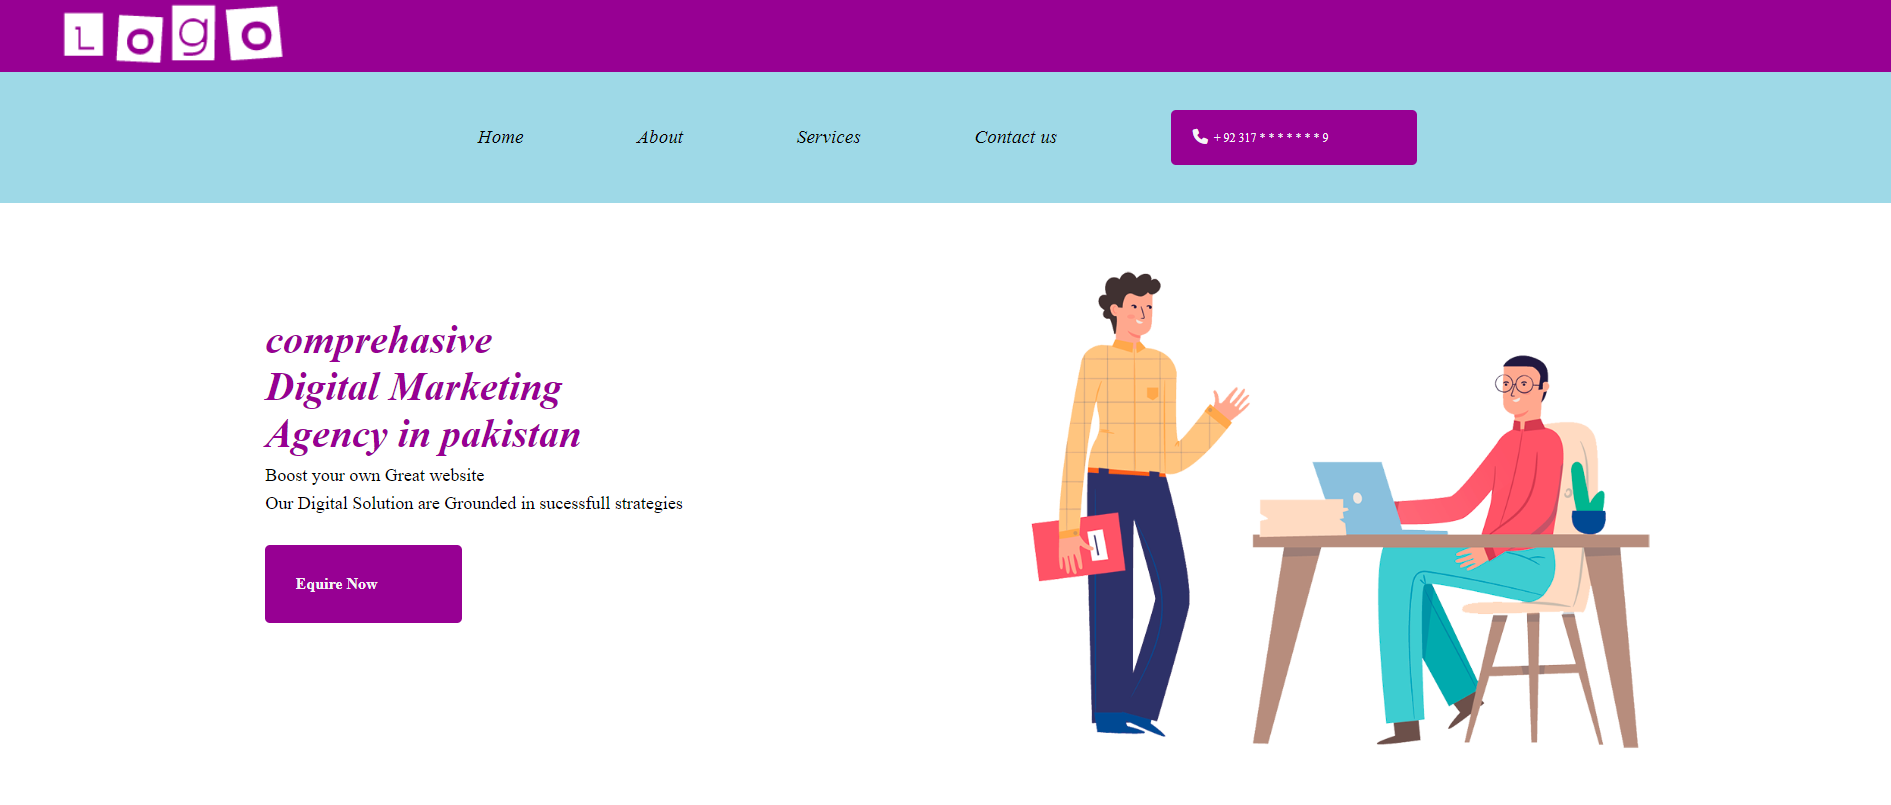 Logo
Home About Services Contact us +92 317 * * * * * * * 9
comprehasive
Digital Marketing
Agency in pakistan
Boost your own Great website
Our Digital Solution are Grounded in sucessfull strategies
Equire Now